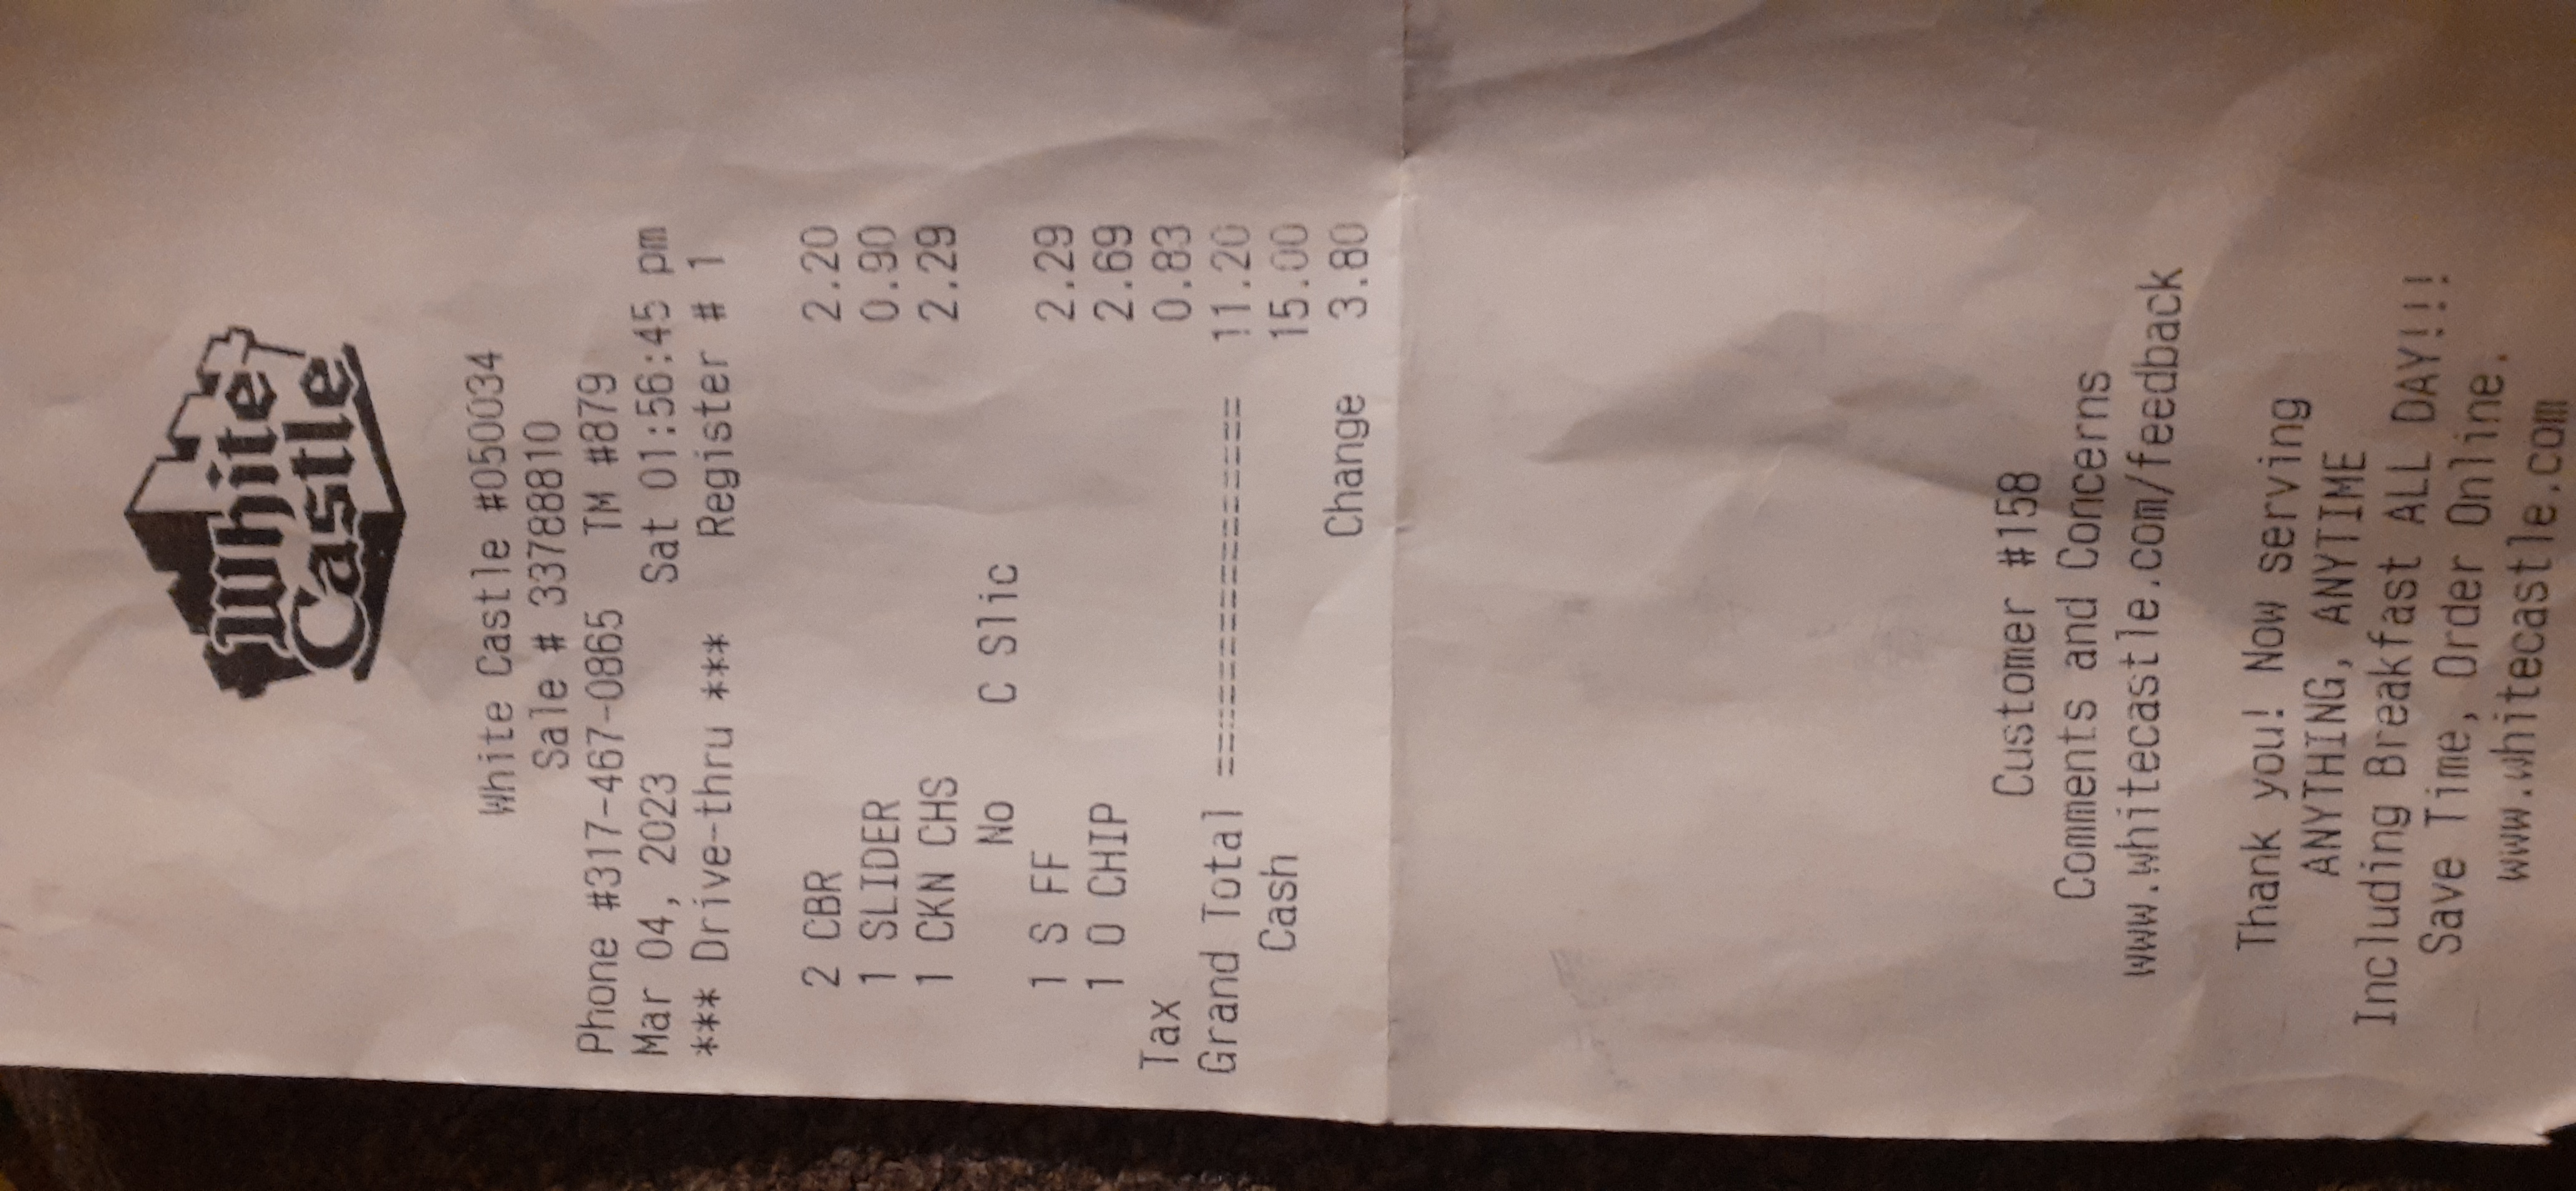 White
Castle
White Castle #050034
Sale # 33788810
Phone #317-467-0865 TM #879
Mar 04, 2023 Sat 01:56:45 pm
*** Drive-thru *** Register # 1
2 CBR 2.20
1 SLIDER 0.90
1 CKN CHS 2.29
No C Slic
1 S FF 2.29
1 O CHIP 2.69
Tax 0.83
Grand Total ================ 11.20
Cash 15.00
Change 3.80
Customer #158
Comments and Concerns
www.whitecastle.com/feedback
Thank you! Now serving
ANYTHING, ANYTIME
Including Breakfast ALL DAY!!!
Save Time, Order Online.
www.whitecastle.com